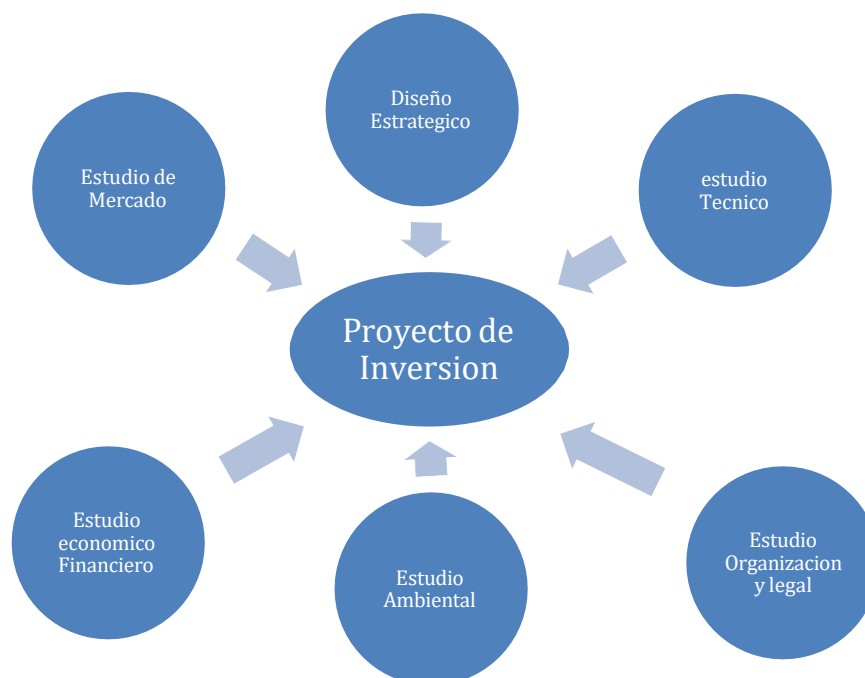 Diseño
Estrategico
Estudio de
Mercado
estudio
Tecnico
Proyecto de
Inversion
Estudio
economico
Financiero
Estudio
Ambiental
Estudio
Organizacion
y legal